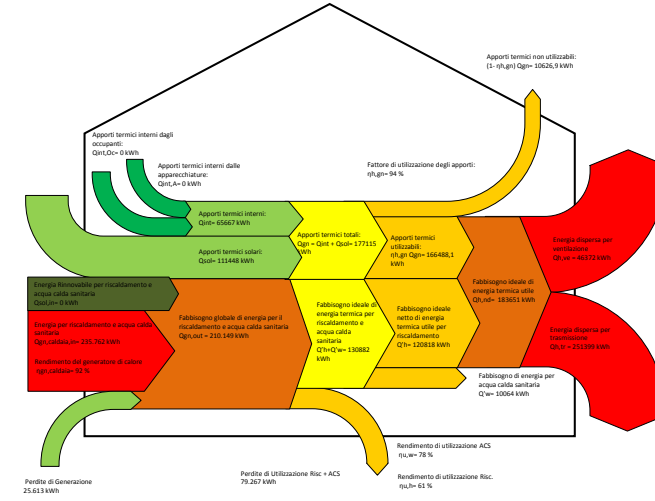 Apporti termici non utilizzabili:
(1- ηh,gn) Qgn= 10626,9 kWh
Apporti termici interni dagli
occupanti:
Qint,Oc= 0 kWh
Apporti termici interni dalle
apparecchiature:
Qint,A= 0 kWh
Fattore di utilizzazione degli apporti:
ηh,gn= 94 %
Apporti termici interni:
Qint= 65667 kWh
Apporti termici totali:
Qgn = Qint + Qsol= 177115
kWh
Apporti termici
utilizzabili:
ηh,gn Qgn= 166488,1
kWh
Energia dispersa per
ventilazione
Qh,ve = 46372 kWh
Apporti termici solari:
Qsol= 111448 kWh
Energia Rinnovabile per riscaldamento e
acqua calda sanitaria
Qsol,in= 0 kWh
Fabbisogno ideale di
energia termica utile
Qh,nd= 183651 kWh
Fabbisogno globale di energia per il
riscaldamento e acqua calda sanitaria
Qgn,out = 210.149 kWh
Fabbisogno ideale di
energia termica per
riscaldamento e
acqua calda
sanitaria
Q'h+Q'w= 130882
kWh
Fabbisogno ideale
netto di energia
termica utile per
riscaldamento
Q'h= 120818 kWh
Energia per riscaldamento e acqua calda
sanitaria
Qgn,caldaia,in= 235.762 kWh
Rendimento del generatore di calore
ηgn,caldaia= 92 %
Energia dispersa per
trasmissione
Qh,tr = 251399 kWh
Fabbisogno di energia per
acqua calda sanitaria
Q'w= 10064 kWh
Rendimento di utilizzazione ACS
ηu,w= 78 %
Perdite di Generazione
25.613 kWh
Perdite di Utilizzazione Risc + ACS
79.267 kWh
Rendimento di utilizzazione Risc.
ηu,h= 61 %